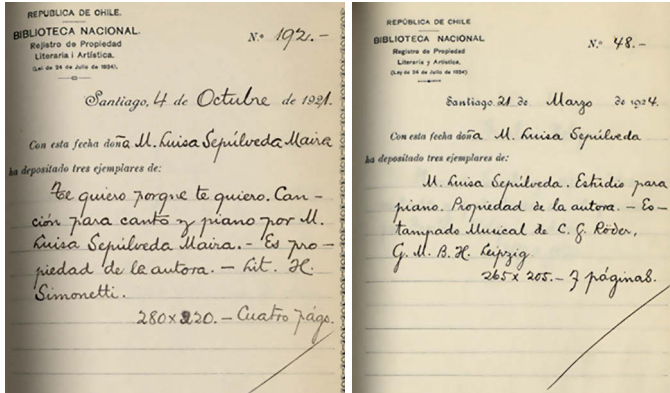 REPÚBLICA DE CHILE.
BIBLIOTECA NACIONAL.
Rejistro de Propiedad
Literaria i Artística.
(Lei de 24 de Julio de 1834).
N.º 192.-
Santiago, 4 de Octubre de 1921.
Con esta fecha doña M. Luisa Sepúlveda Maira
ha depositado tres ejemplares de:
Te quiero porque te quiero. Can-
ción para canto y piano por M.
Luisa Sepúlveda Maira. - Es pro-
piedad de la autora. - Lit. H.
Simonetti.
280 x 220. - Cuatro págs.
REPÚBLICA DE CHILE
BIBLIOTECA NACIONAL
Registro de Propiedad
Literaria y Artística.
(Ley de 24 de Julio de 1834)
N.º 48.-
Santiago, 21 de Marzo de 1924.
Con esta fecha doña M. Luisa Sepúlveda
ha depositado tres ejemplares de:
M. Luisa Sepúlveda. Estudio para
piano. Propiedad de la autora. - Es-
tampado Musical de C. G. Röder,
G. M. B. H. Leipzig.
265 x 205. - 7 páginas.